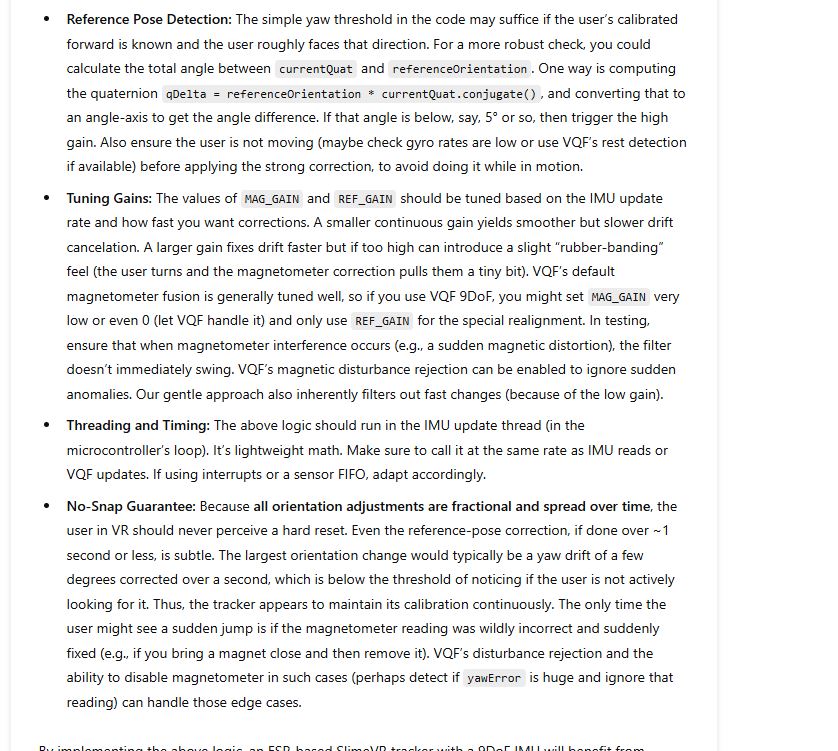 • Reference Pose Detection: The simple yaw threshold in the code may suffice if the user's calibrated
forward is known and the user roughly faces that direction. For a more robust check, you could
calculate the total angle between currentQuat and referenceOrientation. One way is computing
the quaternion qDelta = referenceOrientation * currentQuat.conjugate(), and converting that to
an angle-axis to get the angle difference. If that angle is below, say, 5° or so, then trigger the high
gain. Also ensure the user is not moving (maybe check gyro rates are low or use VQF's rest detection
if available) before applying the strong correction, to avoid doing it while in motion.
• Tuning Gains: The values of MAG_GAIN and REF_GAIN should be tuned based on the IMU update
rate and how fast you want corrections. A smaller continuous gain yields smoother but slower drift
cancelation. A larger gain fixes drift faster but if too high can introduce a slight “rubber-banding”
feel (the user turns and the magnetometer correction pulls them a tiny bit). VQF's default
magnetometer fusion is generally tuned well, so if you use VQF 9DoF, you might set MAG_GAIN very
low or even 0 (let VQF handle it) and only use REF_GAIN for the special realignment. In testing,
ensure that when magnetometer interference occurs (e.g., a sudden magnetic distortion), the filter
doesn't immediately swing. VQF's magnetic disturbance rejection can be enabled to ignore sudden
anomalies. Our gentle approach also inherently filters out fast changes (because of the low gain).
• Threading and Timing: The above logic should run in the IMU update thread (in the
microcontroller's loop). It's lightweight math. Make sure to call it at the same rate as IMU reads or
VQF updates. If using interrupts or a sensor FIFO, adapt accordingly.
• No-Snap Guarantee: Because all orientation adjustments are fractional and spread over time, the
user in VR should never perceive a hard reset. Even the reference-pose correction, if done over ~1
second or less, is subtle. The largest orientation change would typically be a yaw drift of a few
degrees corrected over a second, which is below the threshold of noticing if the user is not actively
looking for it. Thus, the tracker appears to maintain its calibration continuously. The only time the
user might see a sudden jump is if the magnetometer reading was wildly incorrect and suddenly
fixed (e.g., if you bring a magnet close and then remove it). VQF's disturbance rejection and the
ability to disable magnetometer in such cases (perhaps detect if yawError is huge and ignore that
reading) can handle those edge cases.
By implementing the above logic, an ESP-based SlimeVR tracker with a 9DoF IMU will benefit from